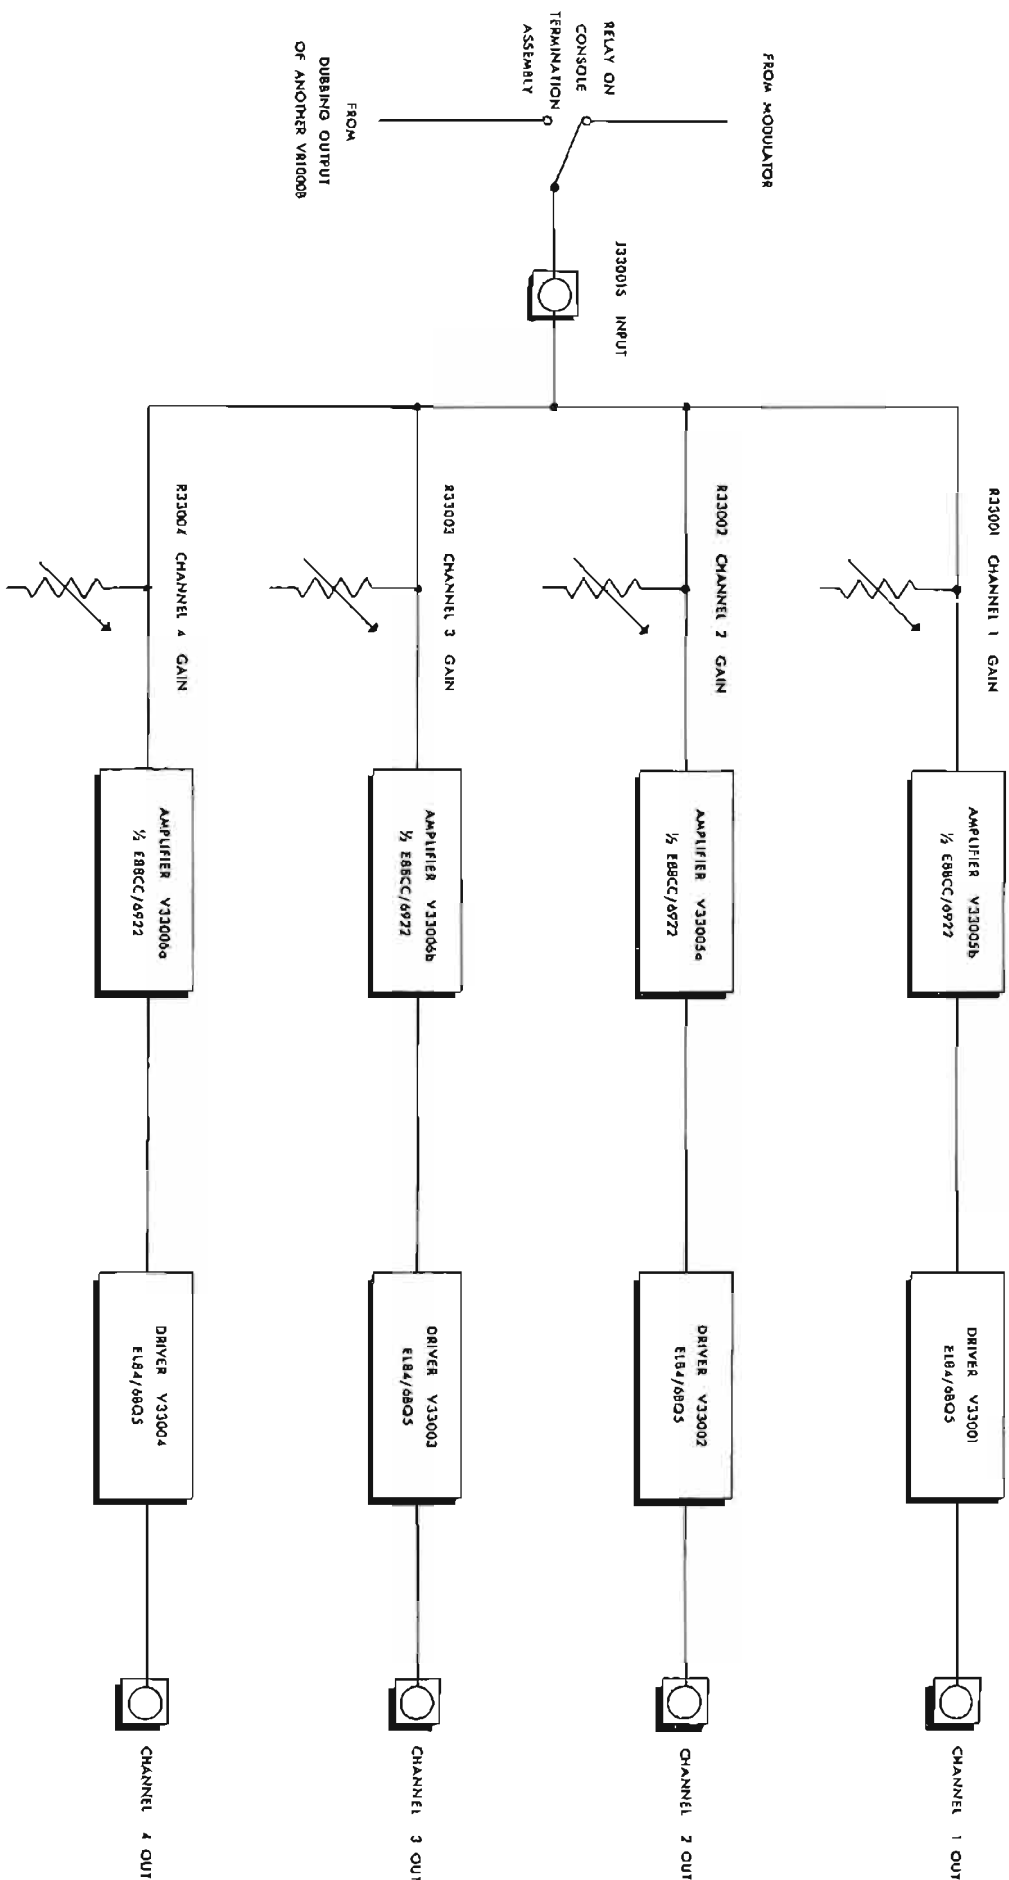 FROM MODULATOR
RELAY ON
CONSOLE
TERMINATION
ASSEMBLY
FROM
DUBBING OUTPUT
OF ANOTHER VR1000B
J33001S INPUT
R33001 CHANNEL 1 GAIN
AMPLIFIER V33005b
½ E88CC/6922
DRIVER V33001
EL84/6BQ5
CHANNEL 1 OUT
R33002 CHANNEL 2 GAIN
AMPLIFIER V33005a
½ E88CC/6922
DRIVER V33002
EL84/6BQ5
CHANNEL 2 OUT
R33003 CHANNEL 3 GAIN
AMPLIFIER V33006b
½ E88CC/6922
DRIVER V33003
EL84/6BQ5
CHANNEL 3 OUT
R33004 CHANNEL 4 GAIN
AMPLIFIER V33006a
½ E88CC/6922
DRIVER V33004
EL84/6BQ5
CHANNEL 4 OUT